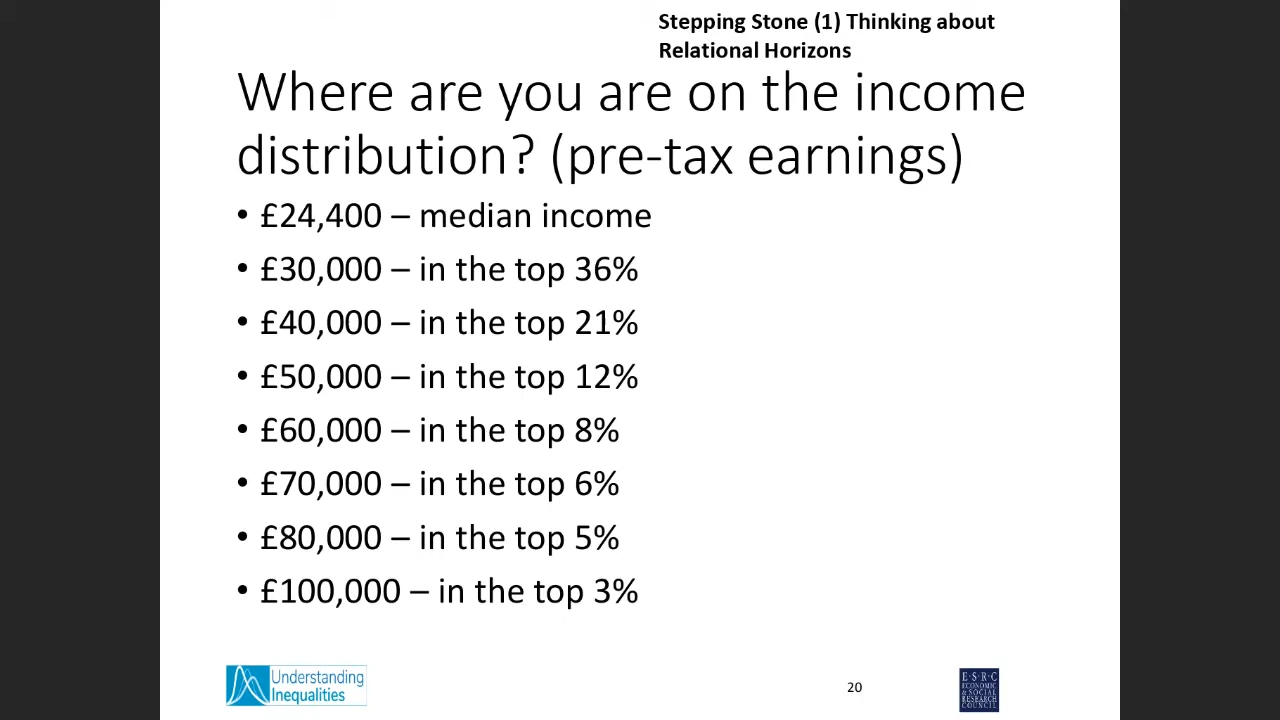 Stepping Stone (1) Thinking about
Relational Horizons
Where are you are on the income
distribution? (pre-tax earnings)
• £24,400 – median income
• £30,000 – in the top 36%
• £40,000 – in the top 21%
• £50,000 – in the top 12%
• £60,000 – in the top 8%
• £70,000 – in the top 6%
• £80,000 – in the top 5%
• £100,000 – in the top 3%
Understanding
Inequalities
20
E·S·R·C
ECONOMIC
& SOCIAL
RESEARCH
COUNCIL